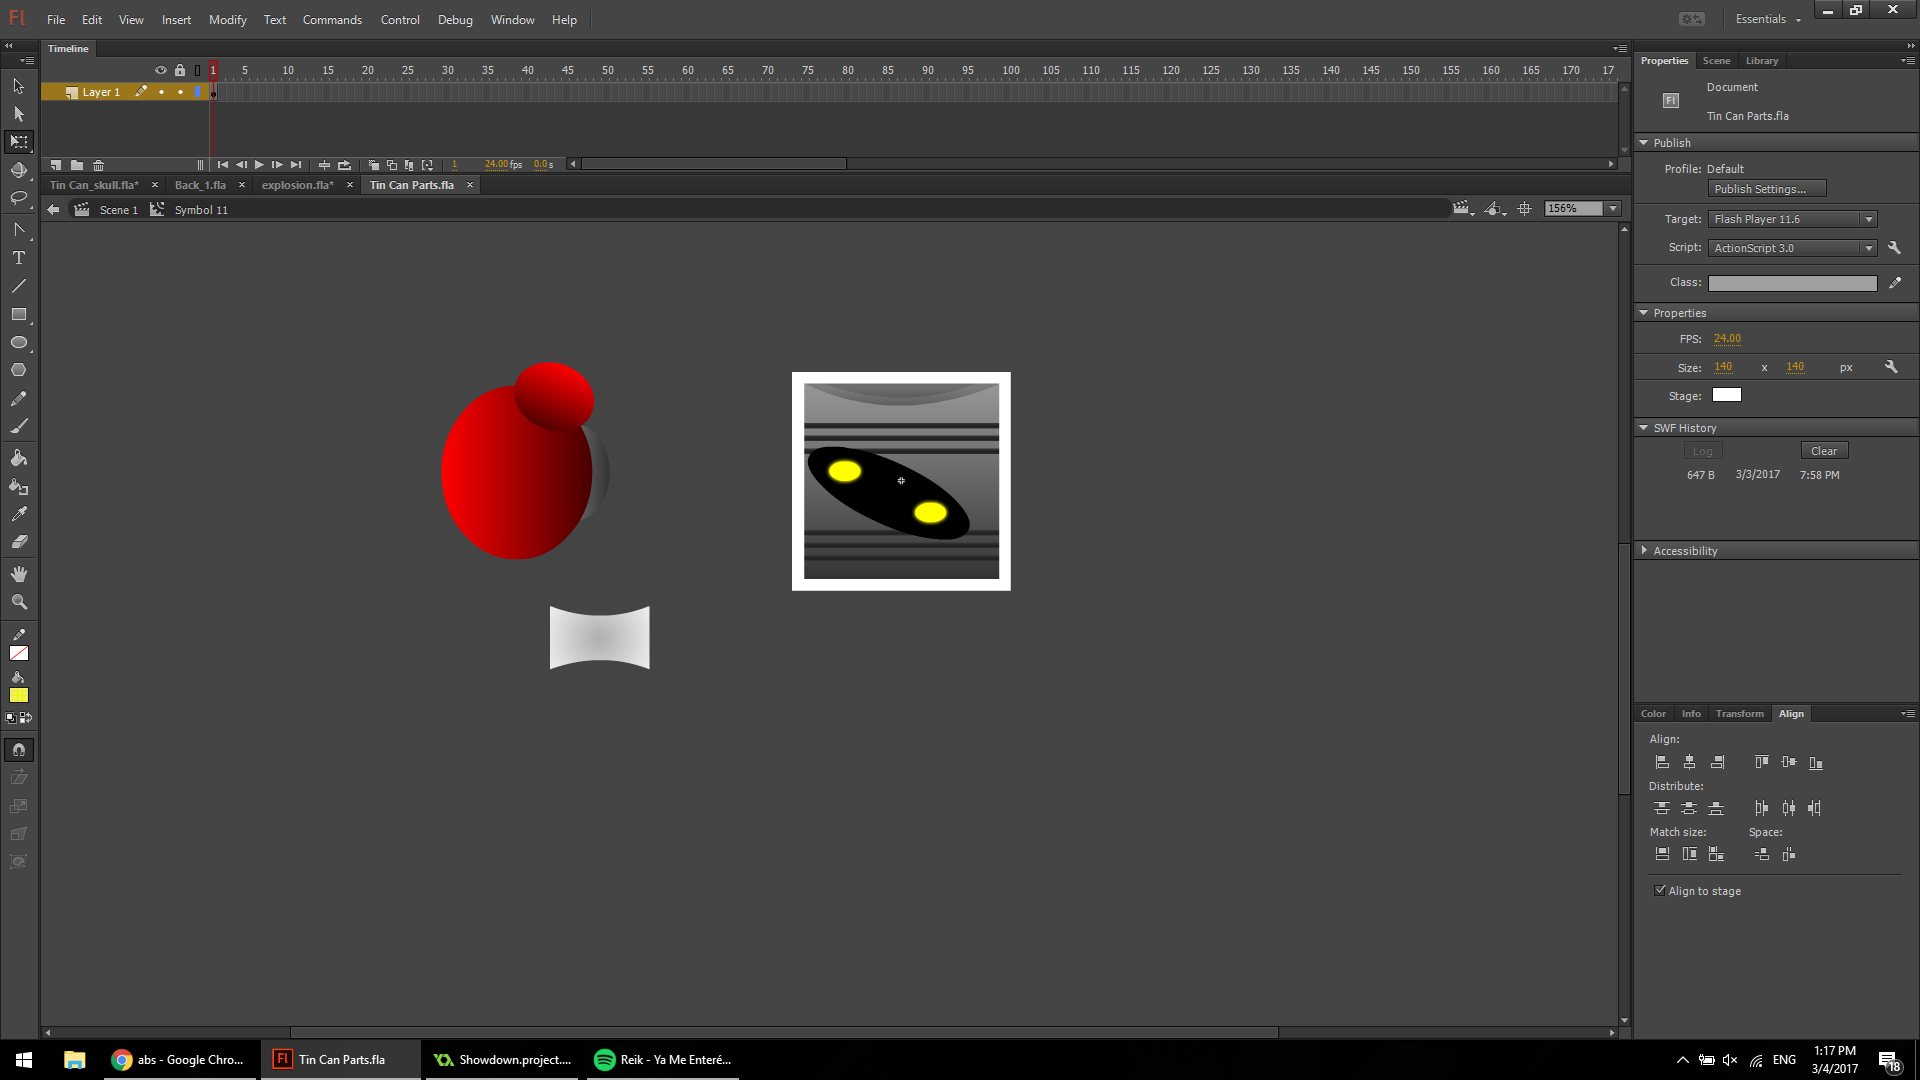 Fl File Edit View Insert Modify Text Commands Control Debug Window Help Essentials
Timeline
1 5 10 15 20 25 30 35 40 45 50 55 60 65 70 75 80 85 90 95 100 105 110 115 120 125 130 135 140 145 150 155 160 165 170 17
Layer 1
1 24.00 fps 0.0 s
Tin Can_skull.fla* Back_1.fla explosion.fla* Tin Can Parts.fla
Scene 1 Symbol 11 156%
Properties Scene Library
Document
Fl
Tin Can Parts.fla
Publish
Profile: Default
Publish Settings...
Target: Flash Player 11.6
Script: ActionScript 3.0
Class:
Properties
FPS: 24.00
Size: 140 x 140 px
Stage:
SWF History
Log Clear
647 B 3/3/2017 7:58 PM
Accessibility
Color Info Transform Align
Align:
Distribute:
Match size: Space:
Align to stage
abs - Google Chro...
Fl Tin Can Parts.fla
Showdown.project....
Reik - Ya Me Enteré...
ENG
1:17 PM
3/4/2017
18